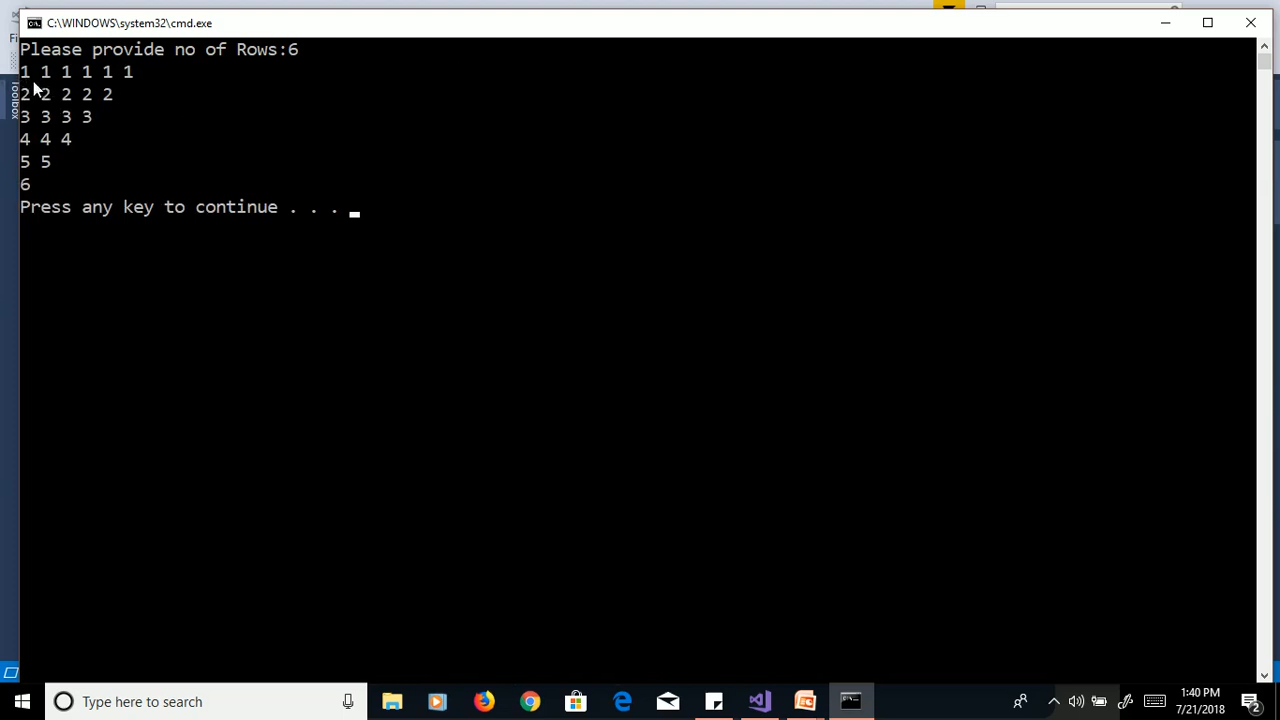 C:\WINDOWS\system32\cmd.exe
Please provide no of Rows:6
1 1 1 1 1 1
2 2 2 2 2
3 3 3 3
4 4 4
5 5
6
Press any key to continue . . .
Toolbox
Type here to search
1:40 PM
7/21/2018
2